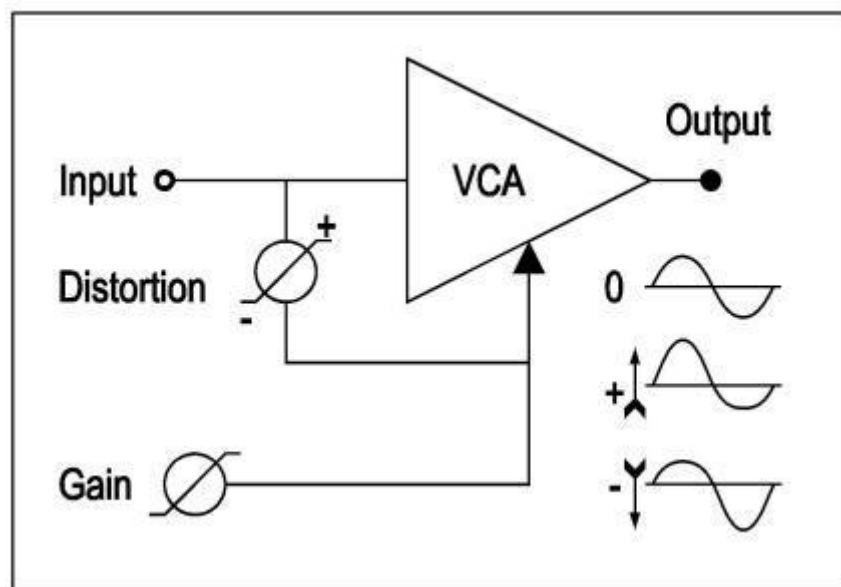 Output
Input
VCA
+
Distortion
-
0
+
-
Gain